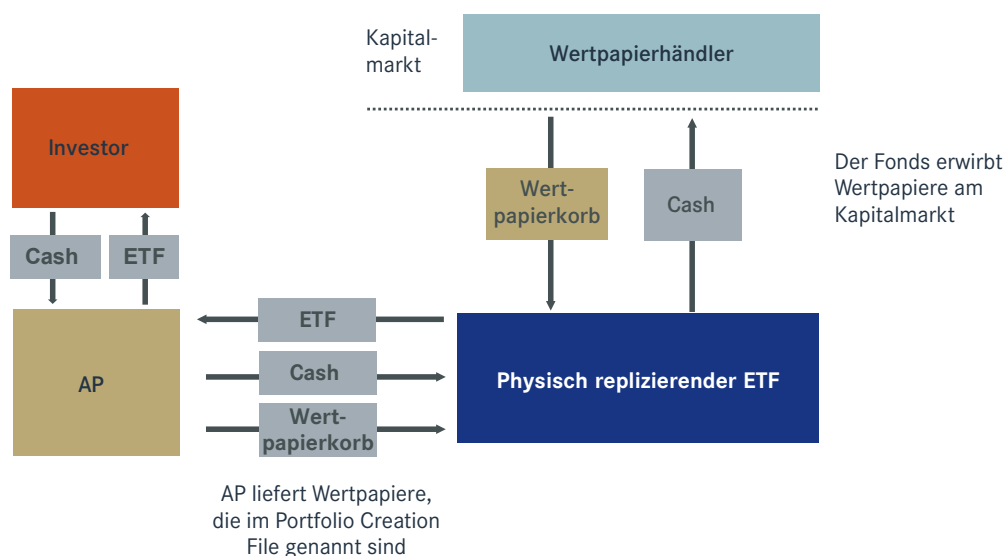 Kapital-
markt
Wertpapierhändler
Investor
Wert-
papierkorb
Cash
Der Fonds erwirbt
Wertpapiere am
Kapitalmarkt
Cash
ETF
ETF
AP
Cash
Physisch replizierender ETF
Wert-
papierkorb
AP liefert Wertpapiere,
die im Portfolio Creation
File genannt sind